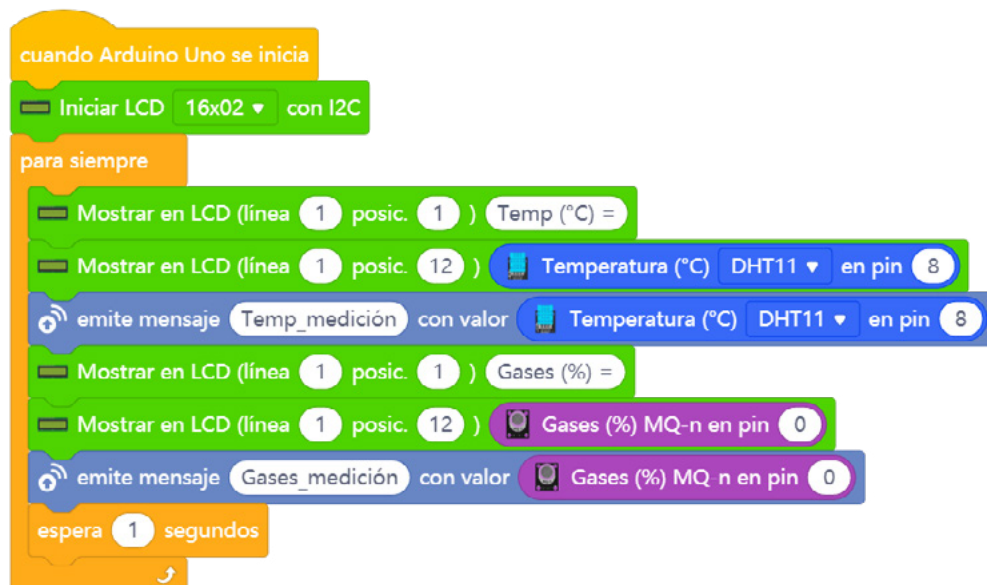 cuando Arduino Uno se inicia
Iniciar LCD 16x02 con I2C
para siempre
Mostrar en LCD (línea 1 posic. 1 ) Temp (°C) =
Mostrar en LCD (línea 1 posic. 12 ) Temperatura (°C) DHT11 en pin 8
emite mensaje Temp_medición con valor Temperatura (°C) DHT11 en pin 8
Mostrar en LCD (línea 1 posic. 1 ) Gases (%) =
Mostrar en LCD (línea 1 posic. 12 ) Gases (%) MQ-n en pin 0
emite mensaje Gases_medición con valor Gases (%) MQ-n en pin 0
espera 1 segundos